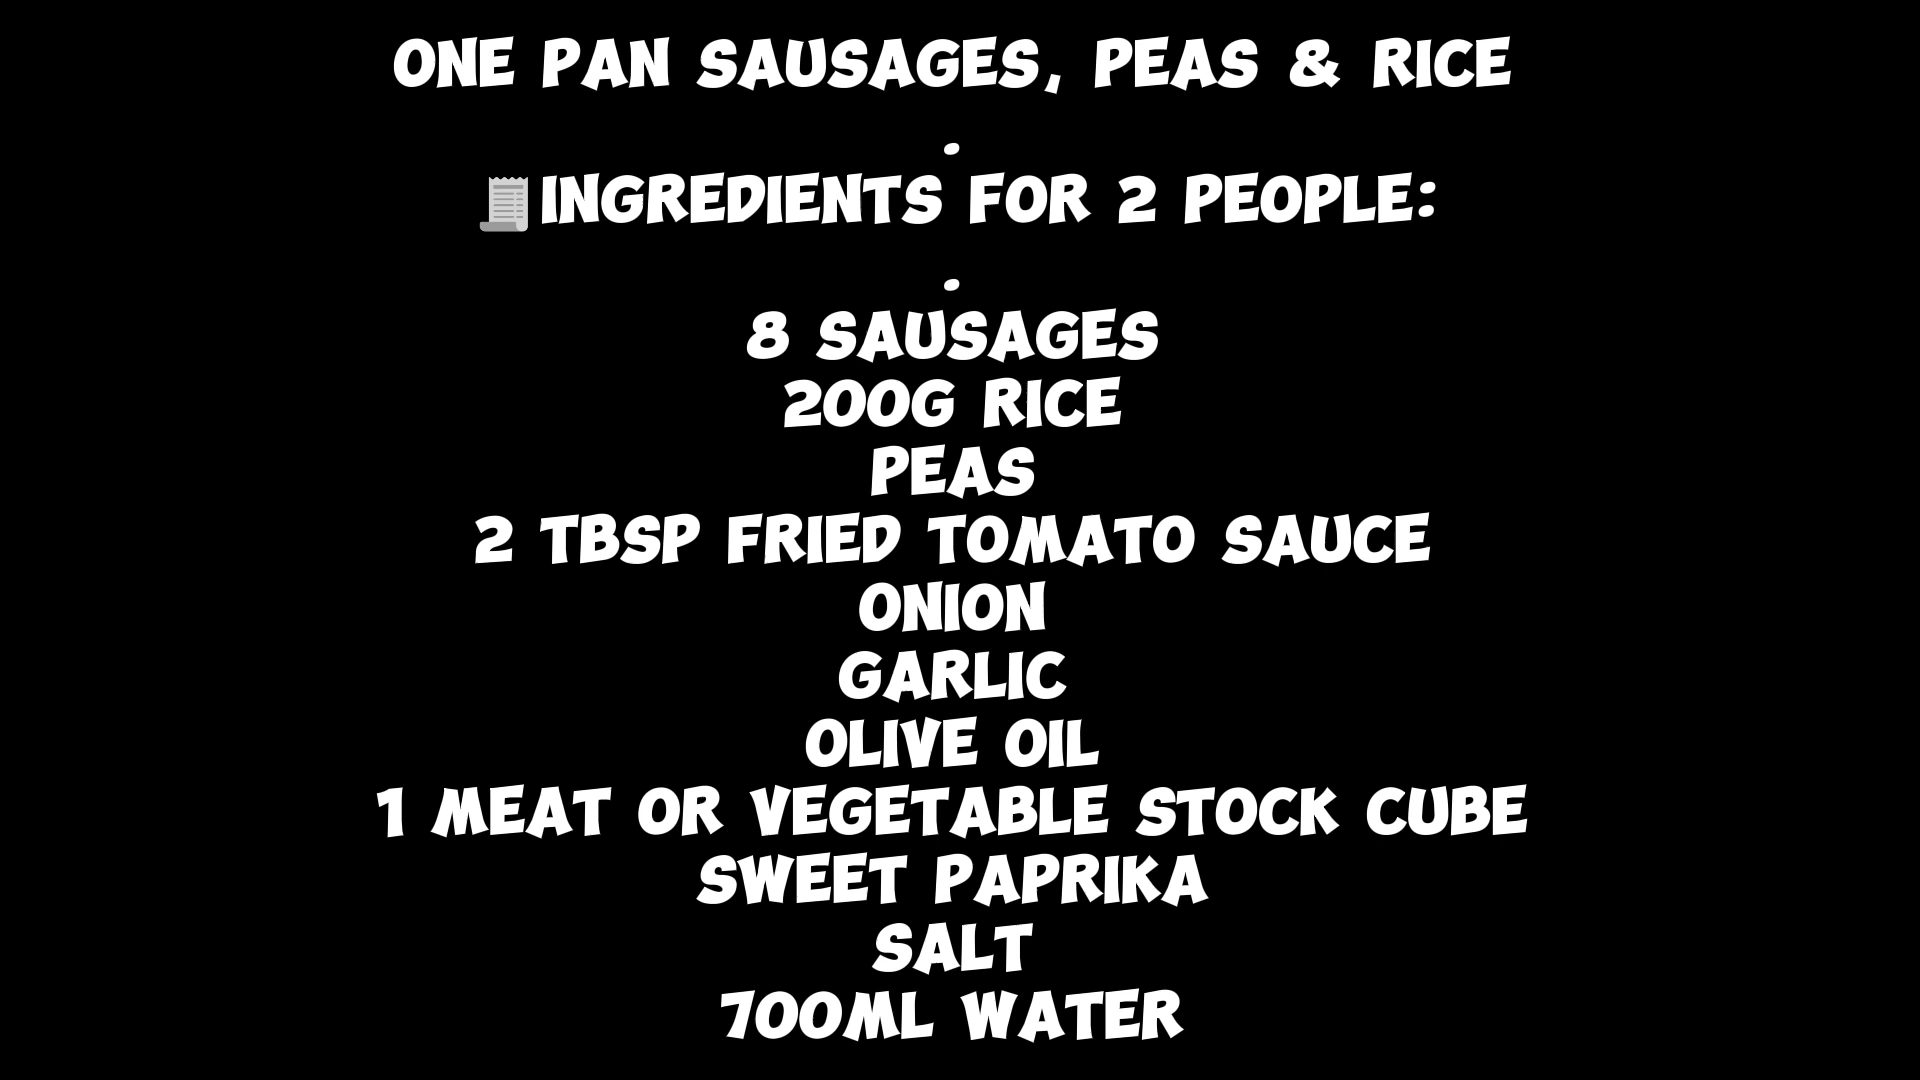 ONE PAN SAUSAGES, PEAS & RICE
.
🧾INGREDIENTS FOR 2 PEOPLE:
.
8 SAUSAGES
200G RICE
PEAS
2 TBSP FRIED TOMATO SAUCE
ONION
GARLIC
OLIVE OIL
1 MEAT OR VEGETABLE STOCK CUBE
SWEET PAPRIKA
SALT
700ML WATER